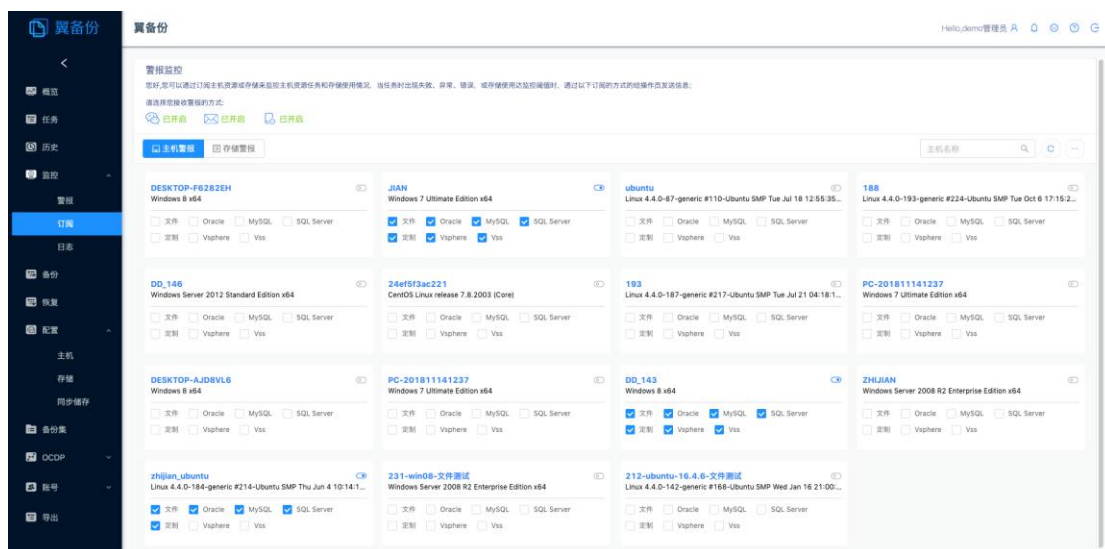 翼备份
翼备份
Hello,demo管理员
概览
任务
历史
监控
警报
订阅
日志
备份
恢复
配置
主机
存储
同步储存
备份集
OCDP
账号
导出
警报监控
您好,您可以通过订阅主机资源或存储来监控主机资源任务和存储使用情况。当任务时出现失败、异常、错误、或存储使用达监控阈值时、通过以下订阅的方式的给操作员发送信息:
请选择您接收警报的方式:
已开启 已开启 已开启
主机警报 存储警报 主机名称
DESKTOP-F6282EH
Windows 8 x64
文件 Oracle MySQL SQL Server
定制 Vsphere Vss
JIAN
Windows 7 Ultimate Edition x64
文件 Oracle MySQL SQL Server
定制 Vsphere Vss
ubuntu
Linux 4.4.0-87-generic #110-Ubuntu SMP Tue Jul 18 12:55:35...
文件 Oracle MySQL SQL Server
定制 Vsphere Vss
188
Linux 4.4.0-193-generic #224-Ubuntu SMP Tue Oct 6 17:15:2...
文件 Oracle MySQL SQL Server
定制 Vsphere Vss
DD_146
Windows Server 2012 Standard Edition x64
文件 Oracle MySQL SQL Server
定制 Vsphere Vss
24ef5f3ac221
CentOS Linux release 7.8.2003 (Core)
文件 Oracle MySQL SQL Server
定制 Vsphere Vss
193
Linux 4.4.0-187-generic #217-Ubuntu SMP Tue Jul 21 04:18:1...
文件 Oracle MySQL SQL Server
定制 Vsphere Vss
PC-201811141237
Windows 7 Ultimate Edition x64
文件 Oracle MySQL SQL Server
定制 Vsphere Vss
DESKTOP-AJD8VL6
Windows 8 x64
文件 Oracle MySQL SQL Server
定制 Vsphere Vss
PC-201811141237
Windows 7 Ultimate Edition x64
文件 Oracle MySQL SQL Server
定制 Vsphere Vss
DD_143
Windows 8 x64
文件 Oracle MySQL SQL Server
定制 Vsphere Vss
ZHIJIAN
Windows Server 2008 R2 Enterprise Edition x64
文件 Oracle MySQL SQL Server
定制 Vsphere Vss
zhijian_ubuntu
Linux 4.4.0-184-generic #214-Ubuntu SMP Thu Jun 4 10:14:1...
文件 Oracle MySQL SQL Server
定制 Vsphere Vss
231-win08-文件测试
Windows Server 2008 R2 Enterprise Edition x64
文件 Oracle MySQL SQL Server
定制 Vsphere Vss
212-ubuntu-16.4.6-文件测试
Linux 4.4.0-142-generic #168-Ubuntu SMP Wed Jan 16 21:00:...
文件 Oracle MySQL SQL Server
定制 Vsphere Vss